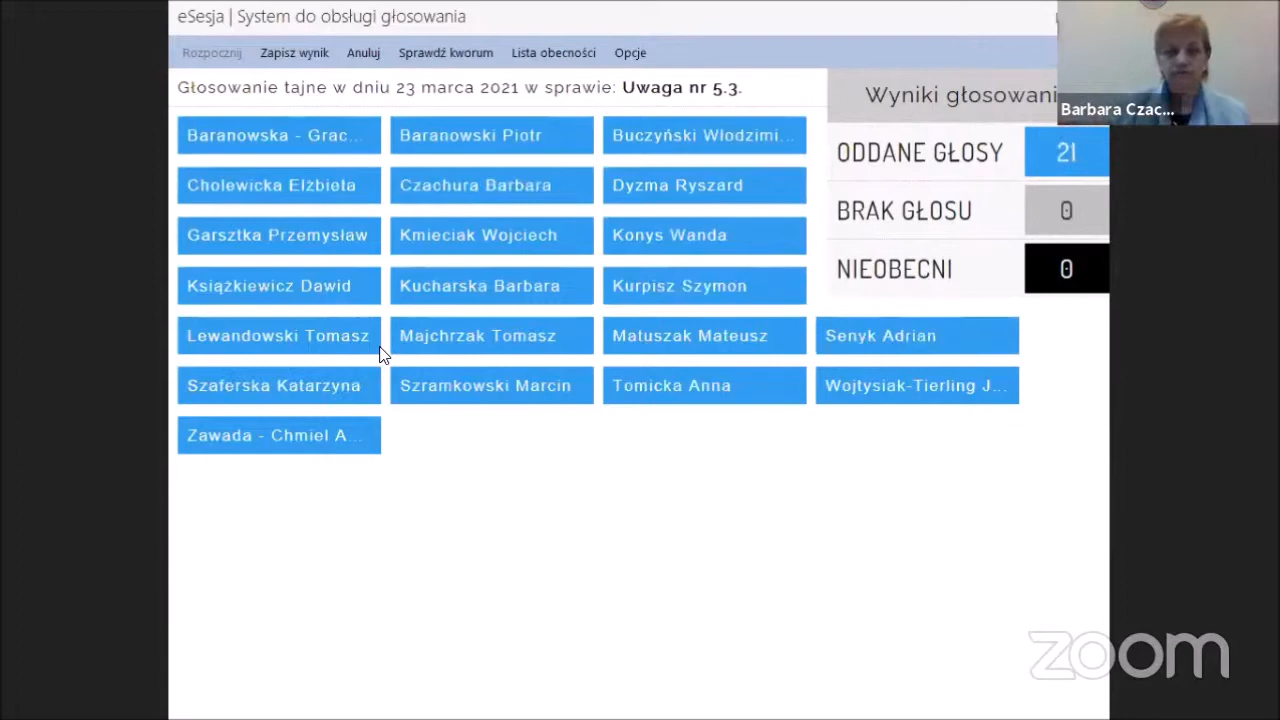 eSesja | System do obsługi głosowania
Rozpocznij Zapisz wynik Anuluj Sprawdź kworum Lista obecności Opcje
Głosowanie tajne w dniu 23 marca 2021 w sprawie: Uwaga nr 5.3.
Wyniki głosowani
Barbara Czac...
Baranowska - Grac... Baranowski Piotr Buczyński Włodzimi...
ODDANE GŁOSY 21
Cholewicka Elżbieta Czachura Barbara Dyzma Ryszard
BRAK GŁOSU 0
Garsztka Przemysław Kmieciak Wojciech Konys Wanda
NIEOBECNI 0
Książkiewicz Dawid Kucharska Barbara Kurpisz Szymon
Lewandowski Tomasz Majchrzak Tomasz Matuszak Mateusz Senyk Adrian
Szaferska Katarzyna Szramkowski Marcin Tomicka Anna Wojtysiak-Tierling J...
Zawada - Chmiel A...
zoom